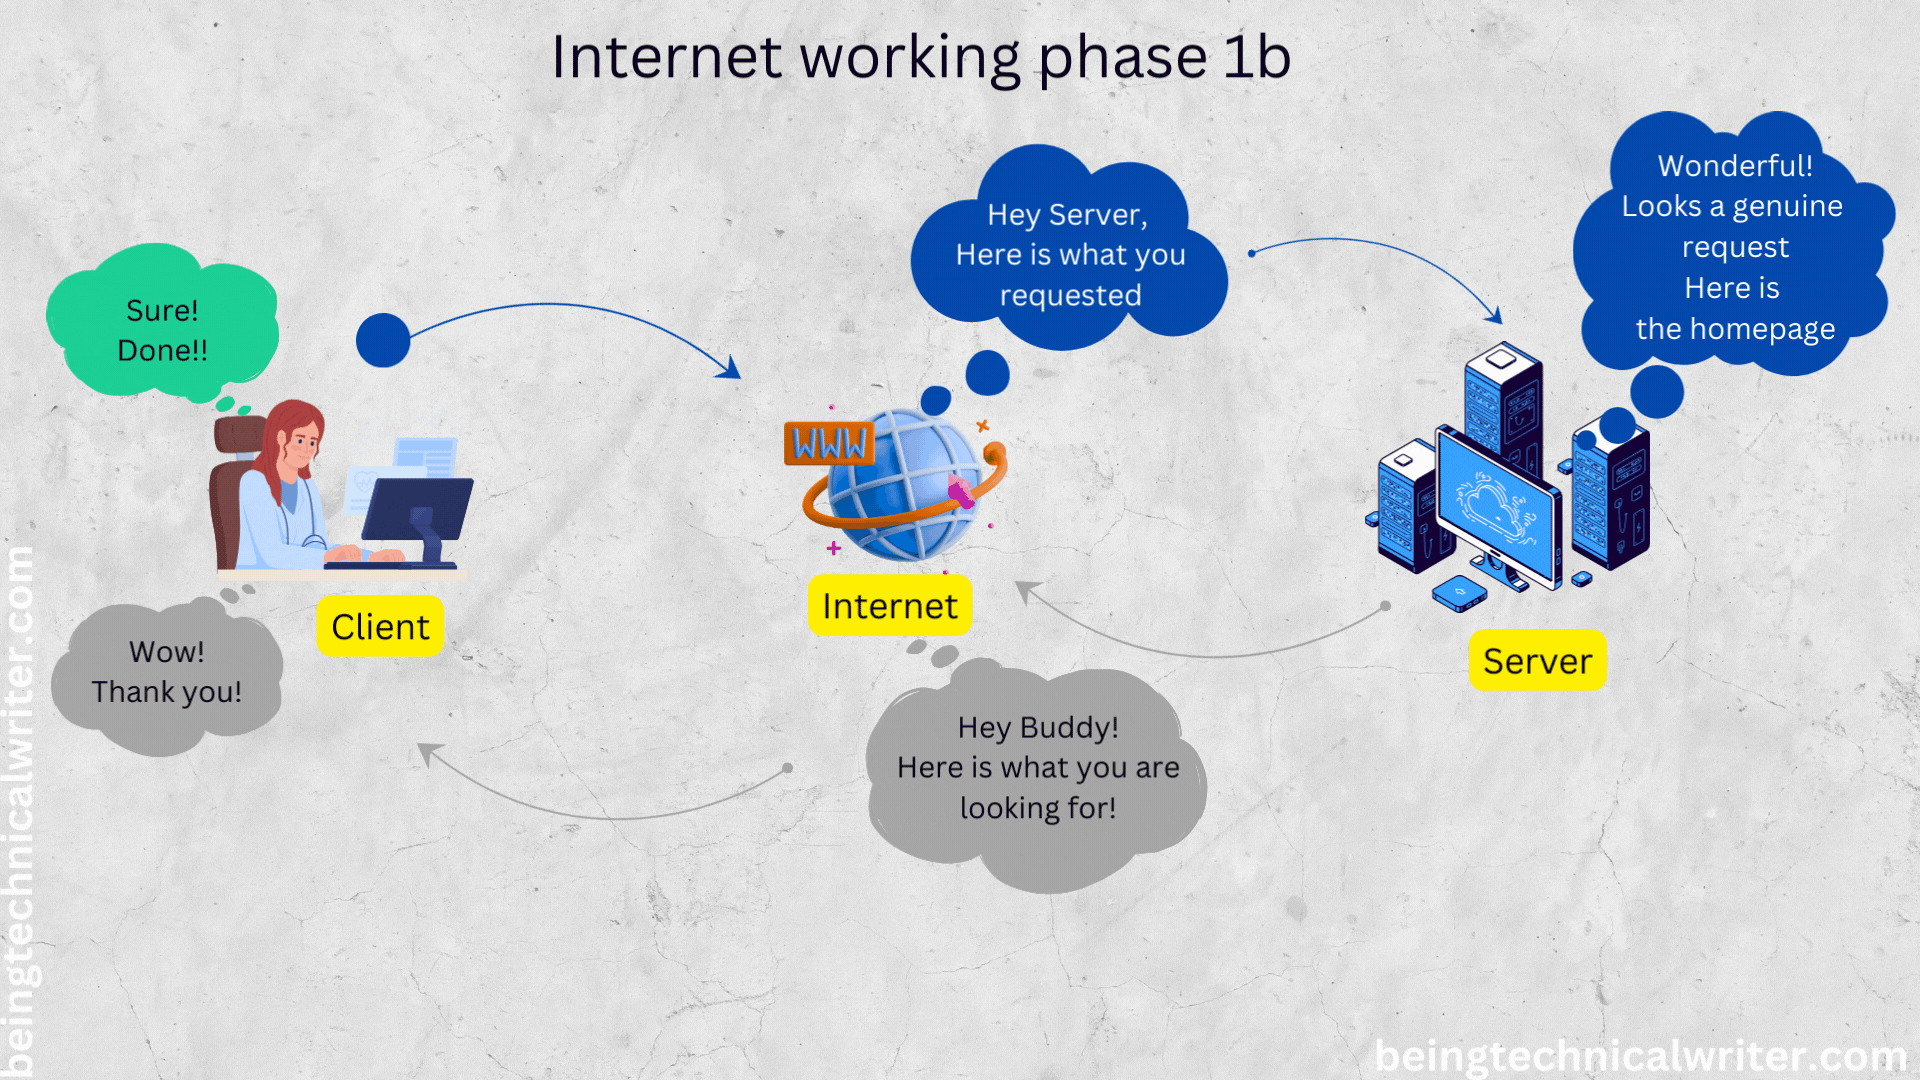 Internet working phase 1b
Sure!
Done!!
Hey Server,
Here is what you
requested
Wonderful!
Looks a genuine
request
Here is
the homepage
WWW
Client
Internet
Server
Wow!
Thank you!
Hey Buddy!
Here is what you are
looking for!
beingtechnicalwriter.com
beingtechnicalwriter.com